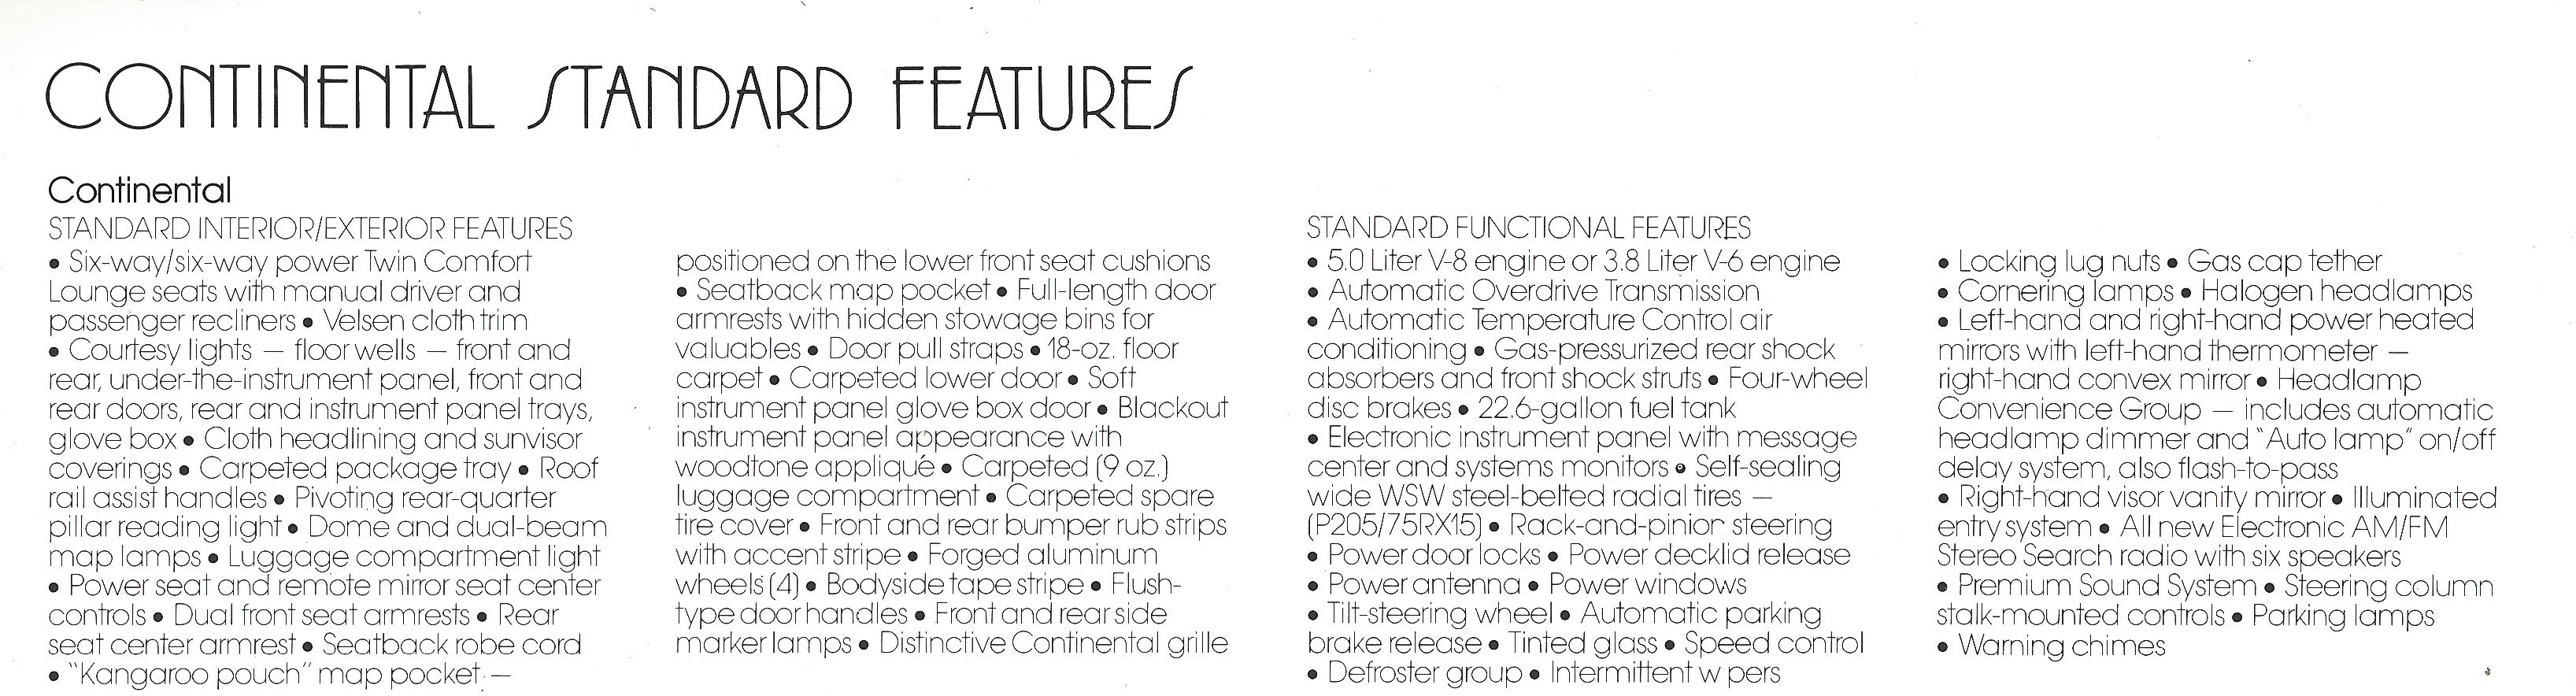 CONTINENTAL STANDARD FEATURES
Continental
STANDARD INTERIOR/EXTERIOR FEATURES
• Six-way/six-way power Twin Comfort
Lounge seats with manual driver and
passenger recliners • Velsen cloth trim
• Courtesy lights — floor wells — front and
rear, under-the-instrument panel, front and
rear doors, rear and instrument panel trays,
glove box • Cloth headlining and sunvisor
coverings • Carpeted package tray • Roof
rail assist handles • Pivoting rear-quarter
pillar reading light • Dome and dual-beam
map lamps • Luggage compartment light
• Power seat and remote mirror seat center
controls • Dual front seat armrests • Rear
seat center armrest • Seatback robe cord
• "Kangaroo pouch" map pocket —
positioned on the lower front seat cushions
• Seatback map pocket • Full-length door
armrests with hidden stowage bins for
valuables • Door pull straps • 18-oz. floor
carpet • Carpeted lower door • Soft
instrument panel glove box door • Blackout
instrument panel appearance with
woodtone appliqué • Carpeted (9 oz.)
luggage compartment • Carpeted spare
tire cover • Front and rear bumper rub strips
with accent stripe • Forged aluminum
wheels (4) • Bodyside tape stripe • Flush-
type door handles • Front and rear side
marker lamps • Distinctive Continental grille
STANDARD FUNCTIONAL FEATURES
• 5.0 Liter V-8 engine or 3.8 Liter V-6 engine
• Automatic Overdrive Transmission
• Automatic Temperature Control air
conditioning • Gas-pressurized rear shock
absorbers and front shock struts • Four-wheel
disc brakes • 22.6-gallon fuel tank
• Electronic instrument panel with message
center and systems monitors • Self-sealing
wide WSW steel-belted radial tires —
(P205/75RX15) • Rack-and-pinion steering
• Power door locks • Power decklid release
• Power antenna • Power windows
• Tilt-steering wheel • Automatic parking
brake release • Tinted glass • Speed control
• Defroster group • Intermittent w pers
• Locking lug nuts • Gas cap tether
• Cornering lamps • Halogen headlamps
• Left-hand and right-hand power heated
mirrors with left-hand thermometer —
right-hand convex mirror • Headlamp
Convenience Group — includes automatic
headlamp dimmer and "Auto lamp" on/off
delay system, also flash-to-pass
• Right-hand visor vanity mirror • Illuminated
entry system • All new Electronic AM/FM
Stereo Search radio with six speakers
• Premium Sound System • Steering column
stalk-mounted controls • Parking lamps
• Warning chimes